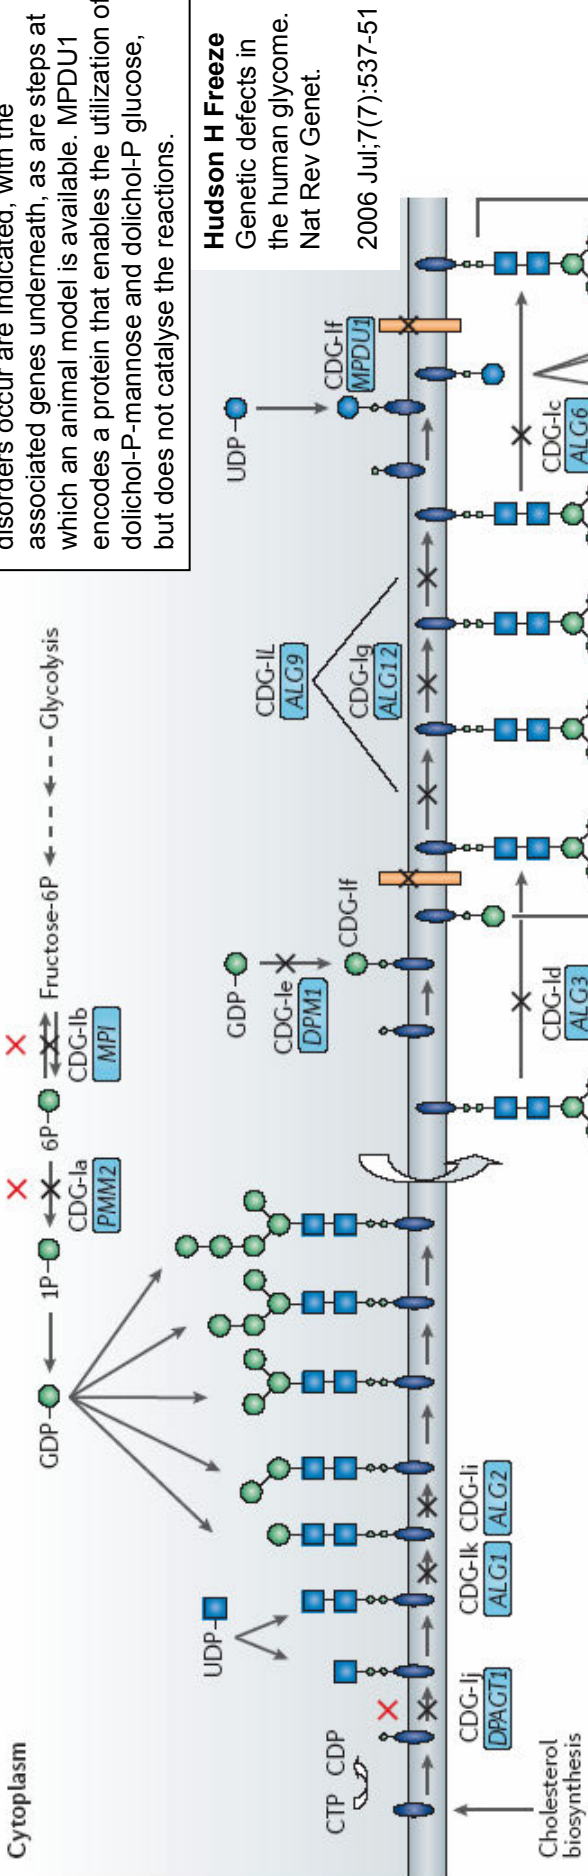 disorders occur are indicated, with the
associated genes underneath, as are steps at
which an animal model is available. MPDU1
encodes a protein that enables the utilization of
dolichol-P-mannose and dolichol-P glucose,
but does not catalyse the reactions.
Hudson H Freeze
Genetic defects in
the human glycome.
Nat Rev Genet.
2006 Jul;7(7):537-51
Cytoplasm
GDP
1P
6P
Fructose-6P
Glycolysis
CDG-Ia
PMM2
CDG-Ib
MPI
UDP
GDP
CDG-Ie
DPM1
CDG-If
CDG-IL
ALG9
CDG-Ig
ALG12
UDP
CDG-If
MPDU1
CTP CDP
CDG-Ij
DPAGT1
CDG-Ik
ALG1
CDG-Ii
ALG2
CDG-Id
ALG3
CDG-Ic
ALG6
Cholesterol
biosynthesis